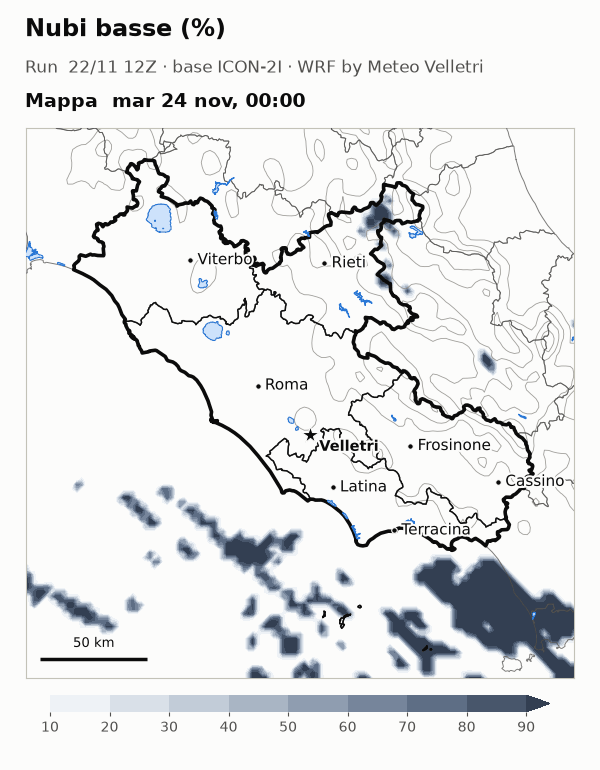 Nubi basse (%)
Run  22/11 12Z · base ICON-2I · WRF by Meteo Velletri
Mappa  mar 24 nov, 00:00
Viterbo
Rieti
Roma
Velletri
Frosinone
Latina
Cassino
Terracina
50 km
10 20 30 40 50 60 70 80 90